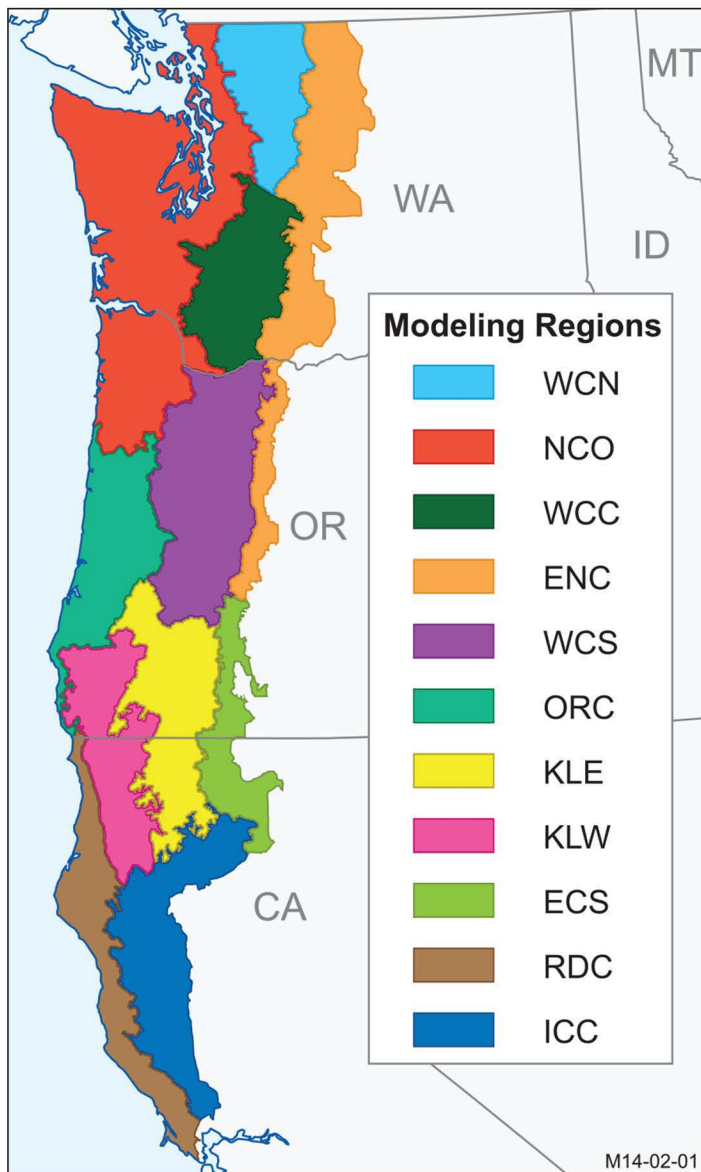 MT
WA
ID
Modeling Regions
WCN
NCO
WCC
ENC
OR
WCS
ORC
KLE
KLW
ECS
CA
RDC
ICC
M14-02-01